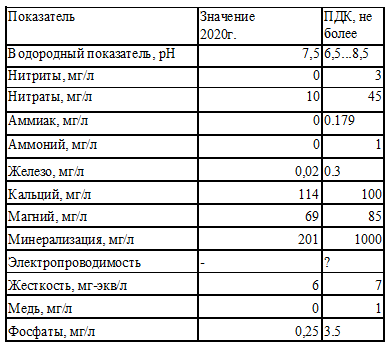 Показатель Значение ПДК, не
2020г. более
Водородный показатель, pH 7,5 6,5...8,5
Нитриты, мг/л 0 3
Нитраты, мг/л 10 45
Аммиак, мг/л 0 0.179
Аммоний, мг/л 0 1
Железо, мг/л 0,02 0.3
Кальций, мг/л 114 100
Магний, мг/л 69 85
Минерализация, мг/л 201 1000
Электропроводимость - ?
Жесткость, мг-экв/л 6 7
Медь, мг/л 0 1
Фосфаты, мг/л 0,25 3.5